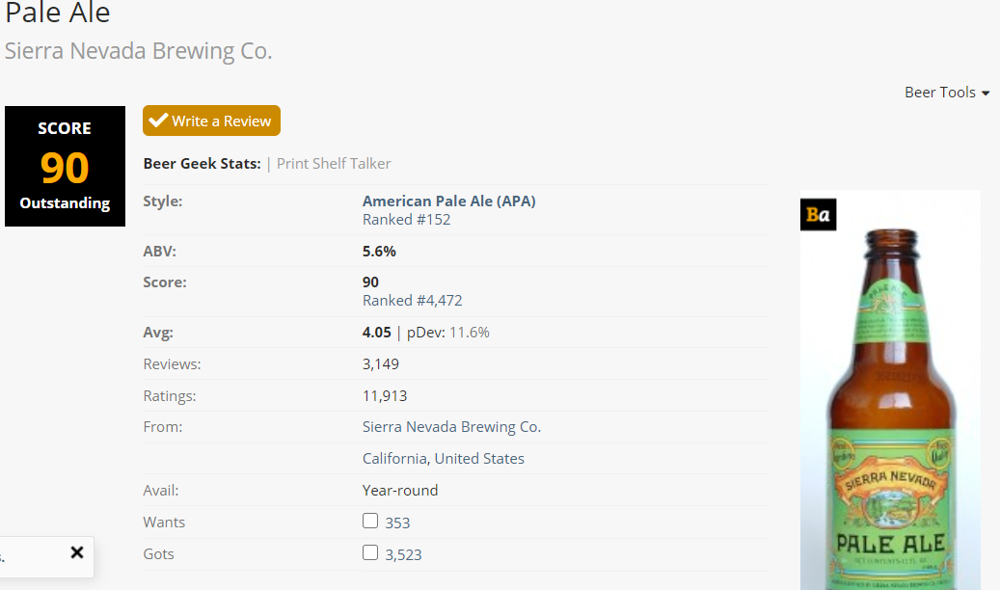 Pale Ale
Sierra Nevada Brewing Co.
Beer Tools
SCORE
90
Outstanding
Write a Review
Beer Geek Stats: | Print Shelf Talker
Style: American Pale Ale (APA)
Ranked #152
ABV: 5.6%
Score: 90
Ranked #4,472
Avg: 4.05 | pDev: 11.6%
Reviews: 3,149
Ratings: 11,913
From: Sierra Nevada Brewing Co.
California, United States
Avail: Year-round
Wants 353
Gots 3,523
Ba
PALE ALE
SIERRA NEVADA
PALE ALE